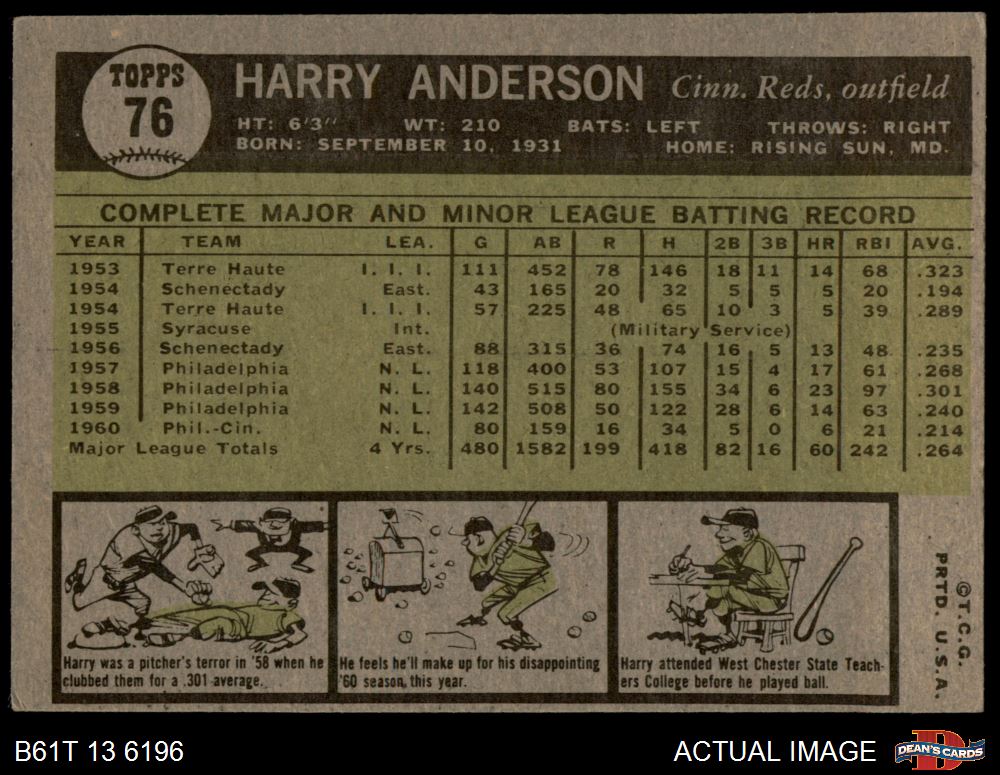 TOPPS
76
HARRY ANDERSON Cinn. Reds, outfield
HT: 6'3" WT: 210 BATS: LEFT THROWS: RIGHT
BORN: SEPTEMBER 10, 1931 HOME: RISING SUN, MD.
COMPLETE MAJOR AND MINOR LEAGUE BATTING RECORD
YEAR TEAM LEA. G AB R H 2B 3B HR RBI AVG.
1953 Terre Haute I. I. I. 111 452 78 146 18 11 14 68 .323
1954 Schenectady East. 43 165 20 32 5 5 5 20 .194
1954 Terre Haute I. I. I. 57 225 48 65 10 3 5 39 .289
1955 Syracuse Int. (Military Service)
1956 Schenectady East. 88 315 36 74 16 5 13 48 .235
1957 Philadelphia N. L. 118 400 53 107 15 4 17 61 .268
1958 Philadelphia N. L. 140 515 80 155 34 6 23 97 .301
1959 Philadelphia N. L. 142 508 50 122 28 6 14 63 .240
1960 Phil.-Cin. N. L. 80 159 16 34 5 0 6 21 .214
Major League Totals 4 Yrs. 480 1582 199 418 82 16 60 242 .264
Harry was a pitcher's terror in '58 when he
clubbed them for a .301 average.
He feels he'll make up for his disappointing
'60 season, this year.
Harry attended West Chester State Teach-
ers College before he played ball.
©T.C.G.
PRTD. U.S.A.
B61T 13 6196 ACTUAL IMAGE
D
DEAN'S CARDS